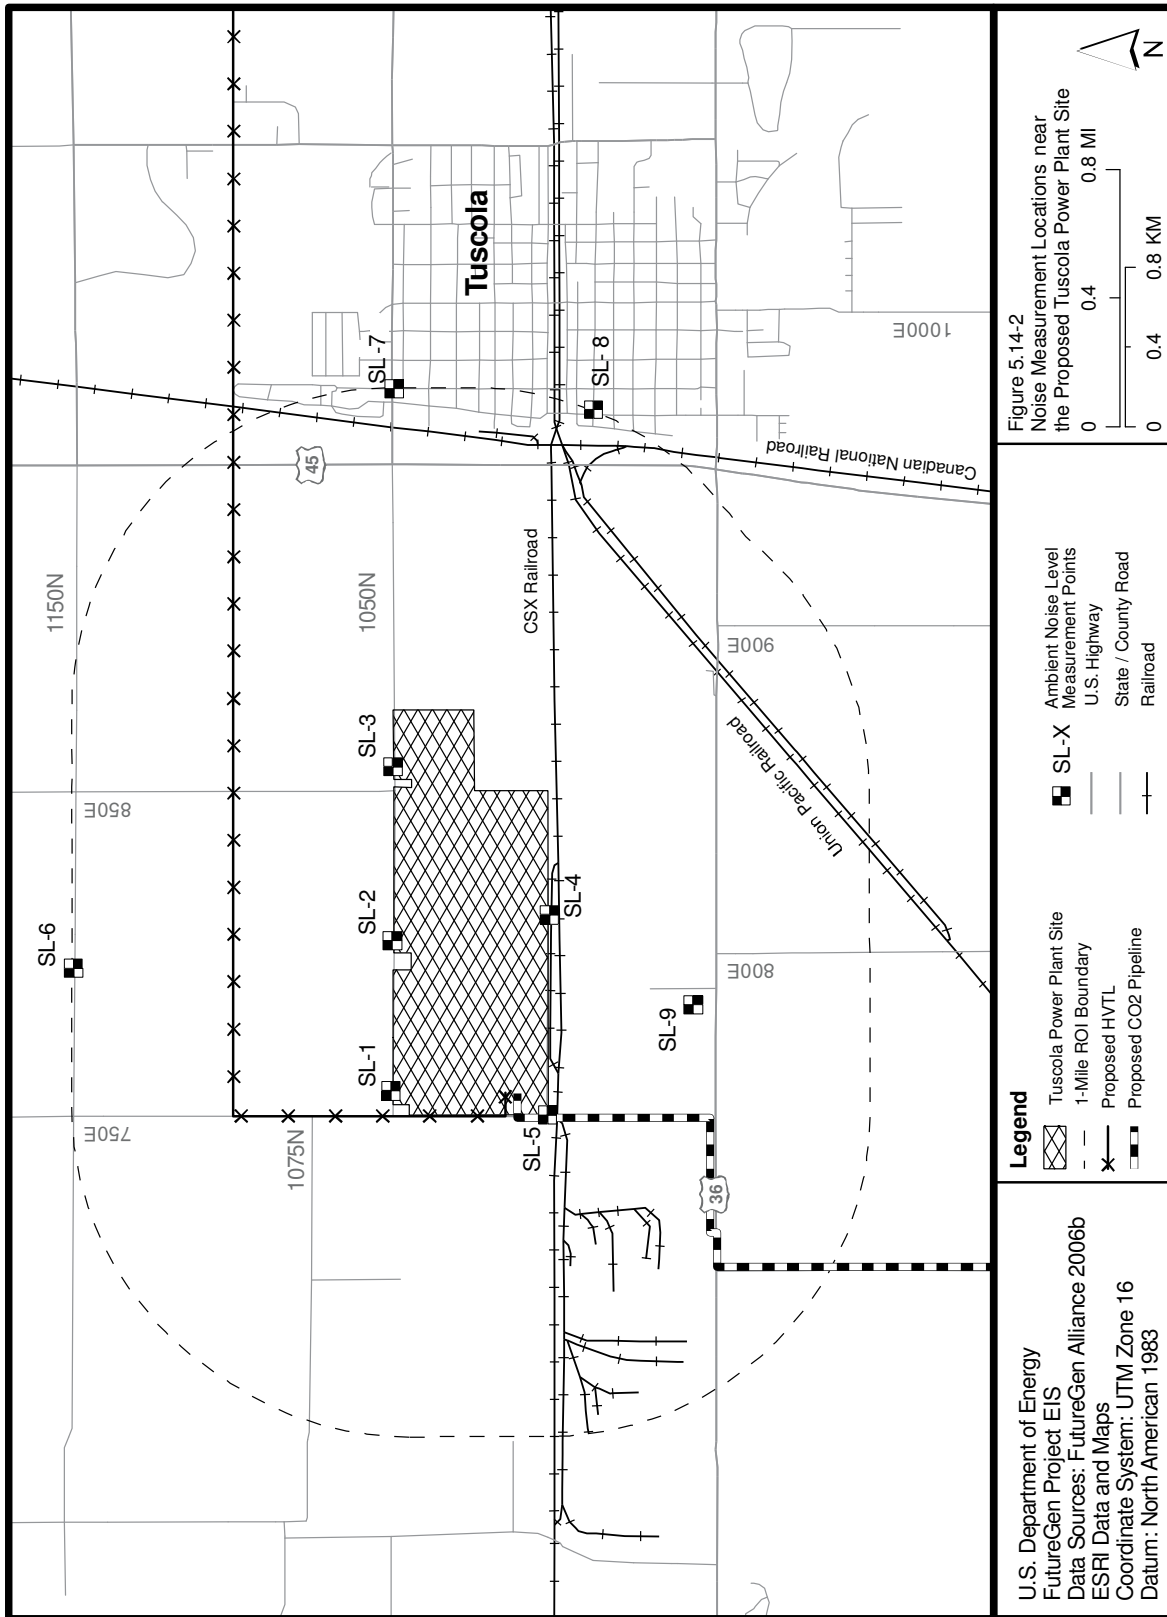 SL-6
1150N
45
SL -7
Tuscola
1050N
SL-3
SL-2
SL-1
850E
750E
1075N
CSX Railroad
SL-5
SL-4
SL- 8
SL-9
36
800E
900E
1000E
Union Pacific Railroad
Canadian National Railroad
U.S. Department of Energy
FutureGen Project EIS
Data Sources: FutureGen Alliance 2006b
ESRI Data and Maps
Coordinate System: UTM Zone 16
Datum: North American 1983
Legend
Tuscola Power Plant Site
1-Mile ROI Boundary
Proposed HVTL
Proposed CO2 Pipeline
SL-X
Ambient Noise Level
Measurement Points
U.S. Highway
State / County Road
Railroad
Figure 5.14-2
Noise Measurement Locations near
the Proposed Tuscola Power Plant Site
0 0.4 0.8 MI
0 0.4 0.8 KM
N